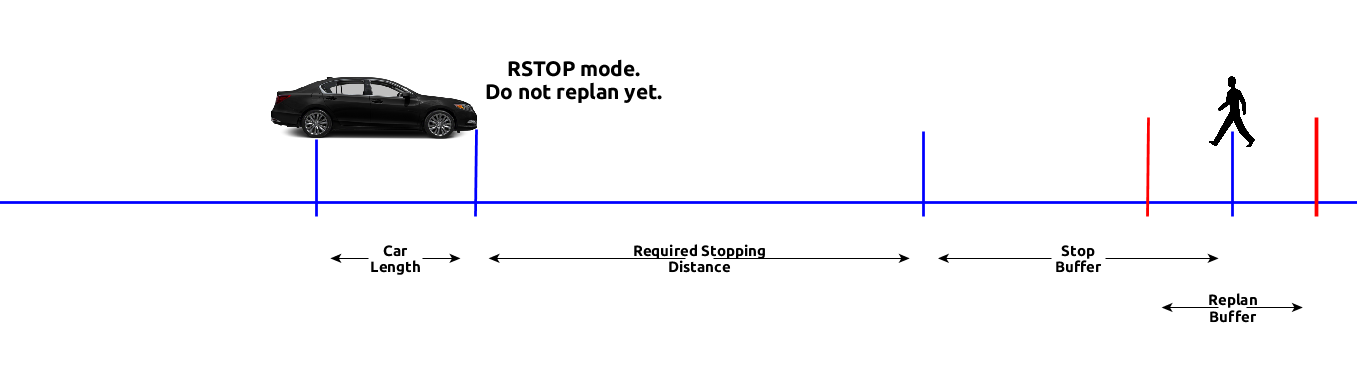 RSTOP mode.
Do not replan yet.
Car
Length
Required Stopping
Distance
Stop
Buffer
Replan
Buffer